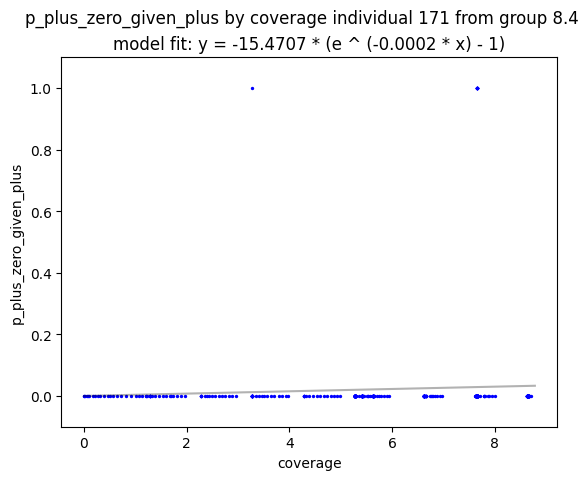 p_plus_zero_given_plus by coverage individual 171 from group 8.4
model fit: y = -15.4707 * (e ^ (-0.0002 * x) - 1)
1.0
0.8
0.6
0.4
0.2
0.0
p_plus_zero_given_plus
0 2 4 6 8
coverage